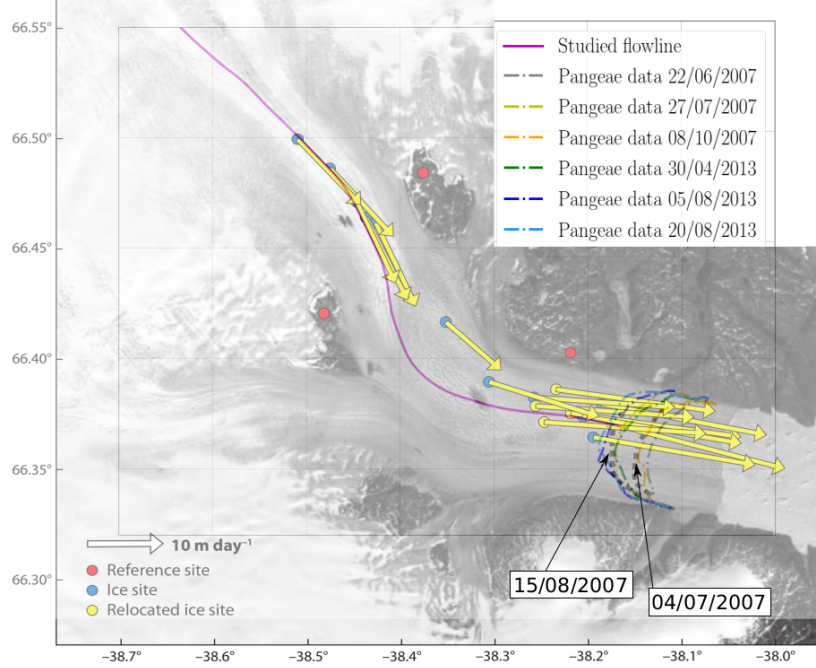 66.55°
66.50°
66.45°
66.40°
66.35°
66.30°
Studied flowline
Pangeae data 22/06/2007
Pangeae data 27/07/2007
Pangeae data 08/10/2007
Pangeae data 30/04/2013
Pangeae data 05/08/2013
Pangeae data 20/08/2013
10 m day⁻¹
Reference site
Ice site
Relocated ice site
15/08/2007
04/07/2007
−38.7° −38.6° −38.5° −38.4° −38.3° −38.2° −38.1° −38.0°